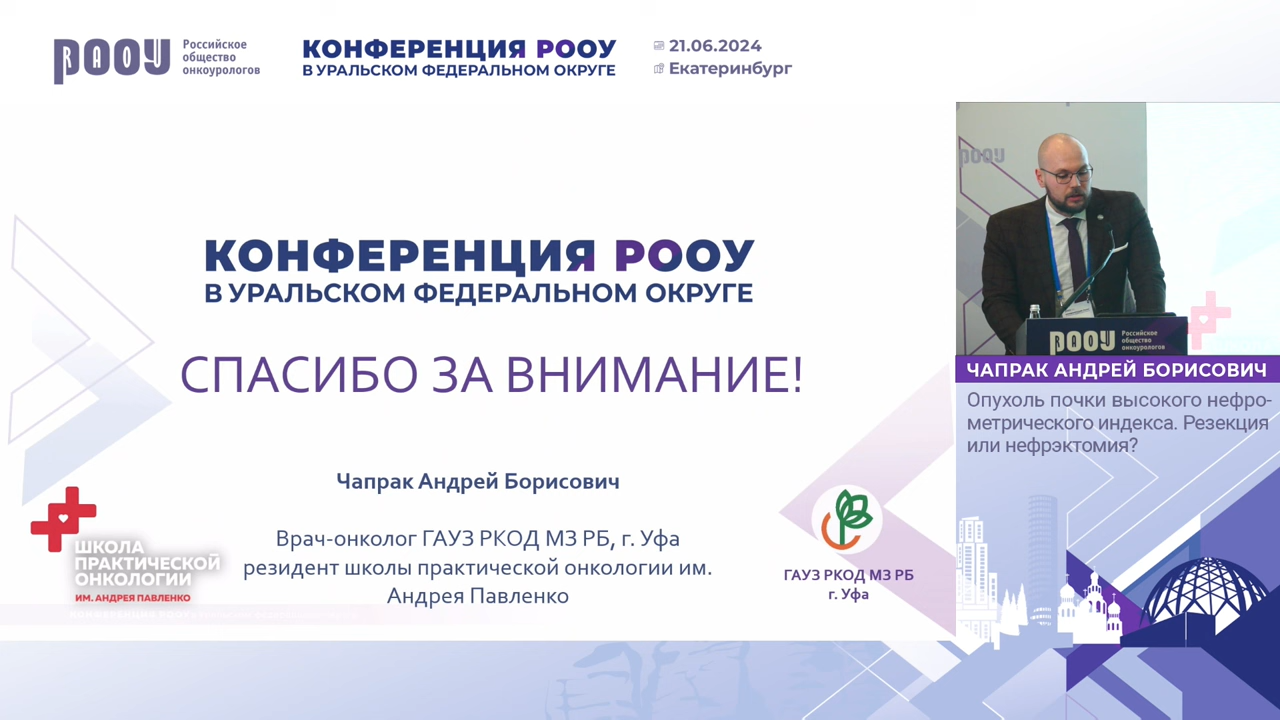 РООУ
RAOU
Российское
общество
онкоурологов
КОНФЕРЕНЦИЯ РООУ
В УРАЛЬСКОМ ФЕДЕРАЛЬНОМ ОКРУГЕ
21.06.2024
Екатеринбург
КОНФЕРЕНЦИЯ РООУ
В УРАЛЬСКОМ ФЕДЕРАЛЬНОМ ОКРУГЕ
СПАСИБО ЗА ВНИМАНИЕ!
Чапрак Андрей Борисович
Врач-онколог ГАУЗ РКОД МЗ РБ, г. Уфа
резидент школы практической онкологии им.
Андрея Павленко
ШКОЛА
ПРАКТИЧЕСКОЙ
ОНКОЛОГИИ
ИМ. АНДРЕЯ ПАВЛЕНКО
ГАУЗ РКОД МЗ РБ
г. Уфа
РООУ
РООУ
RAOU
Российское
общество
онкоурологов
ЧАПРАК АНДРЕЙ БОРИСОВИЧ
Опухоль почки высокого нефро-
метрического индекса. Резекция
или нефрэктомия?